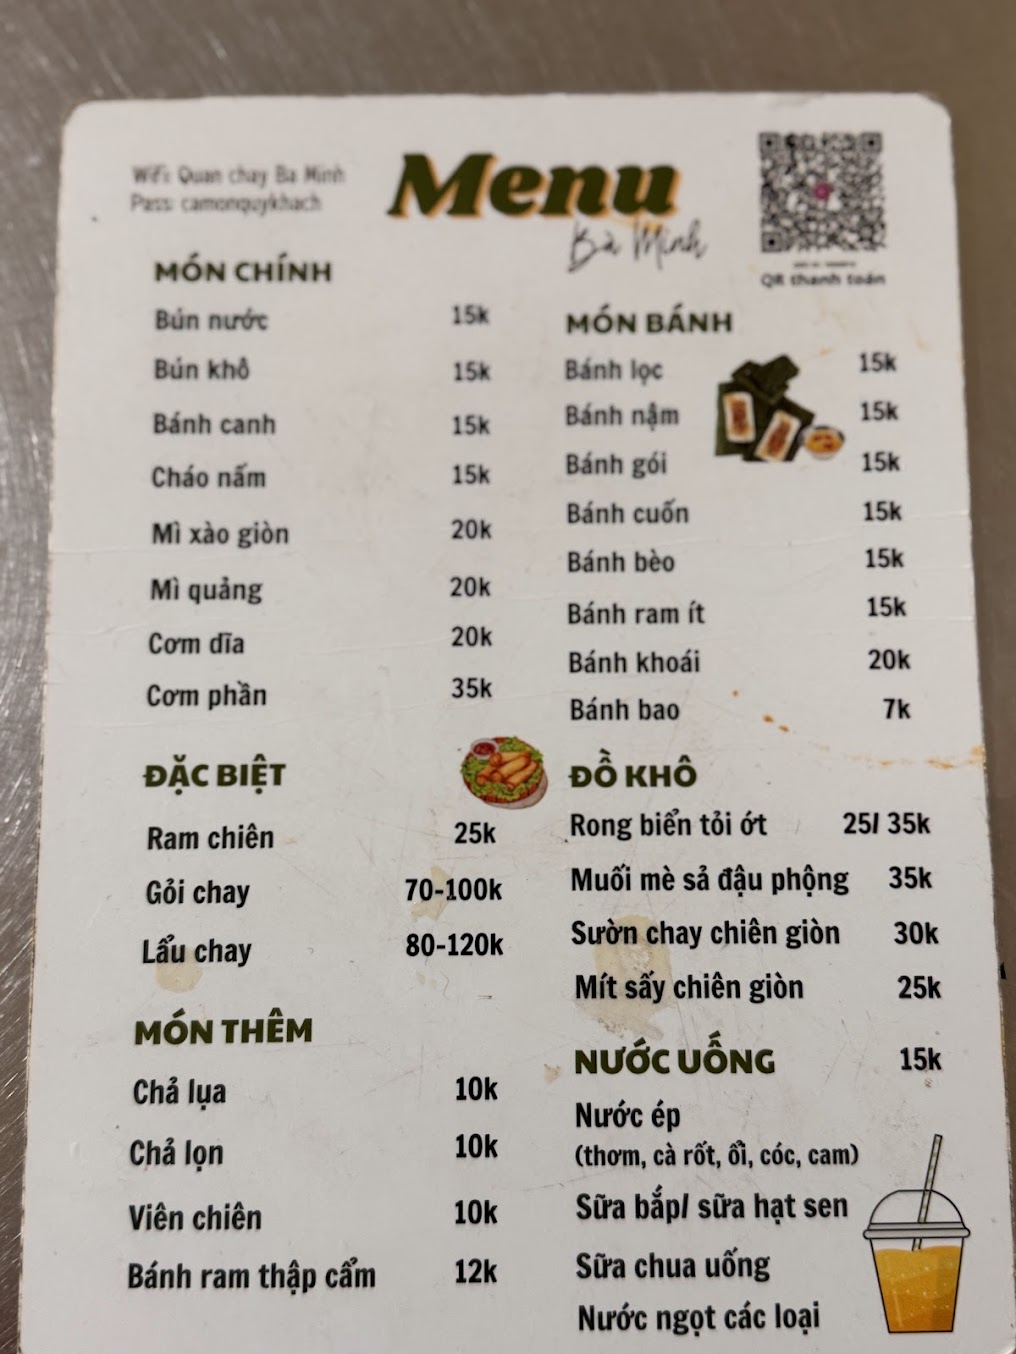 Wifi: Quan chay Ba Minh
Pass: camonquykhach
Menu
Bà Minh
QR thanh toán
MÓN CHÍNH
Bún nước 15k
Bún khô 15k
Bánh canh 15k
Cháo nấm 15k
Mì xào giòn 20k
Mì quảng 20k
Cơm dĩa 20k
Cơm phần 35k
ĐẶC BIỆT
Ram chiên 25k
Gỏi chay 70-100k
Lẩu chay 80-120k
MÓN THÊM
Chả lụa 10k
Chả lọn 10k
Viên chiên 10k
Bánh ram thập cẩm 12k
MÓN BÁNH
Bánh lọc 15k
Bánh nậm 15k
Bánh gói 15k
Bánh cuốn 15k
Bánh bèo 15k
Bánh ram ít 15k
Bánh khoái 20k
Bánh bao 7k
ĐỒ KHÔ
Rong biển tỏi ớt 25/ 35k
Muối mè sả đậu phộng 35k
Sườn chay chiên giòn 30k
Mít sấy chiên giòn 25k
NƯỚC UỐNG 15k
Nước ép
(thơm, cà rốt, ổi, cóc, cam)
Sữa bắp/ sữa hạt sen
Sữa chua uống
Nước ngọt các loại